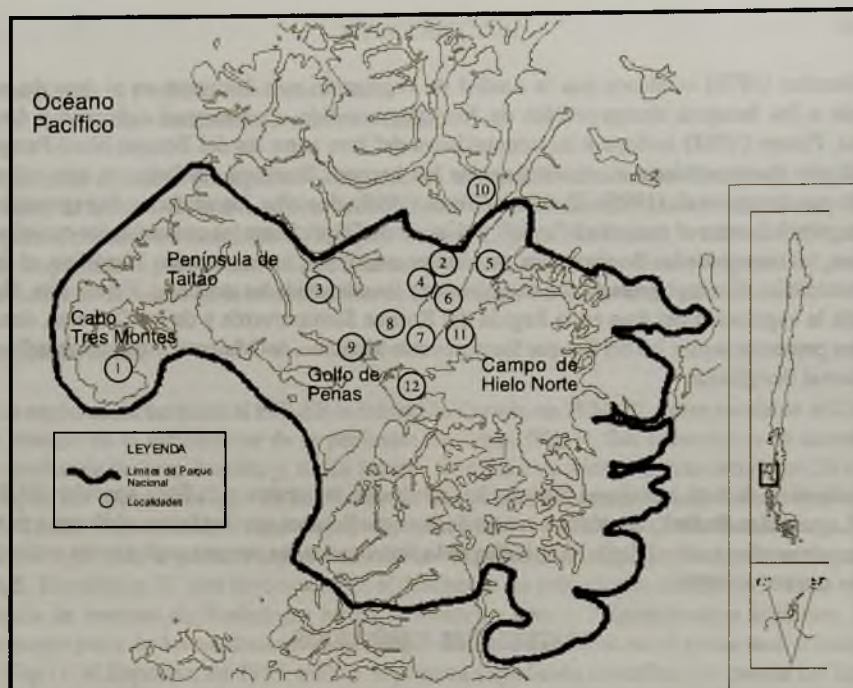 Océano
Pacífico
10
Península de
Taitao
2
5
3
4
6
Cabo
Tres Montes
8
7
11
9
1
Golfo de
Penas
12
Campo de
Hielo Norte
LEYENDA
Límites de Parque
Nacional
Localidades